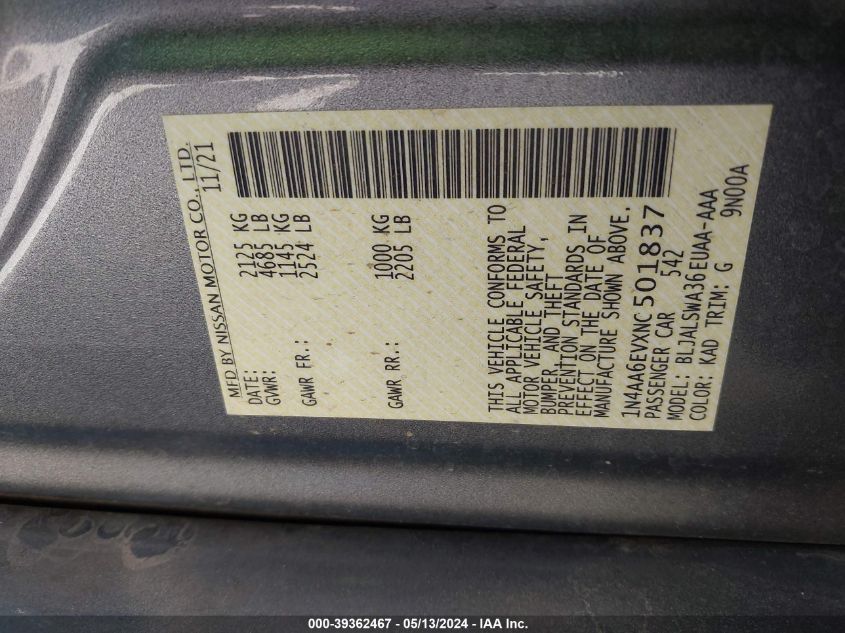 MFD BY NISSAN MOTOR CO., LTD.
DATE: 11/21
GVWR: 2125 KG
4685 LB
GAWR FR.: 1145 KG
2524 LB
GAWR RR.: 1000 KG
2205 LB
THIS VEHICLE CONFORMS TO
ALL APPLICABLE FEDERAL
MOTOR VEHICLE SAFETY,
BUMPER, AND THEFT
PREVENTION STANDARDS IN
EFFECT ON THE DATE OF
MANUFACTURE SHOWN ABOVE.
1N4AA6EVXNC501837
PASSENGER CAR 542
MODEL: BLJALSWA36EUAA-AAA
COLOR: KAD TRIM: G 9N00A
000-39362467 - 05/13/2024 - IAA Inc.